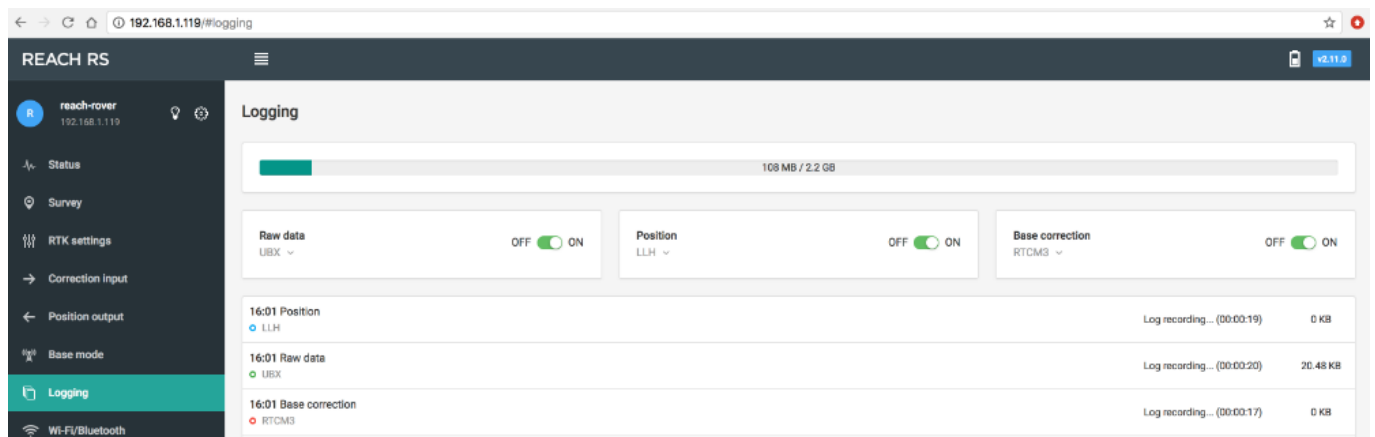 192.168.1.119/#logging
REACH RS
v2.11.0
R
reach-rover
192.168.1.119
Status
Survey
RTK settings
Correction input
Position output
Base mode
Logging
Wi-Fi/Bluetooth
Logging
108 MB / 2.2 GB
Raw data
UBX
OFF ON
Position
LLH
OFF ON
Base correction
RTCM3
OFF ON
16:01 Position
LLH
Log recording... (00:00:19) 0 KB
16:01 Raw data
UBX
Log recording... (00:00:20) 20.48 KB
16:01 Base correction
RTCM3
Log recording... (00:00:17) 0 KB